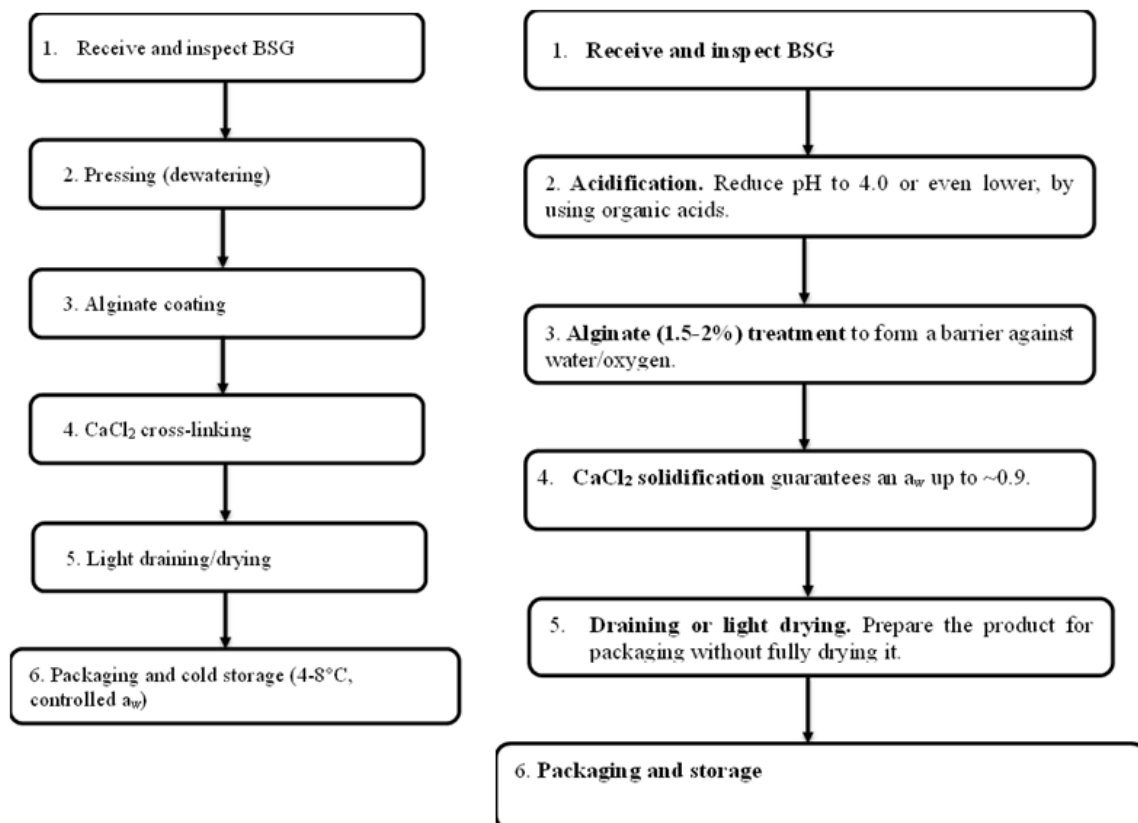 1. Receive and inspect BSG
2. Pressing (dewatering)
3. Alginate coating
4. CaCl₂ cross-linking
5. Light draining/drying
6. Packaging and cold storage (4-8°C,
controlled a_w)
1. Receive and inspect BSG
2. Acidification. Reduce pH to 4.0 or even lower, by
using organic acids.
3. Alginate (1.5-2%) treatment to form a barrier against
water/oxygen.
4. CaCl₂ solidification guarantees an a_w up to ~0.9.
5. Draining or light drying. Prepare the product for
packaging without fully drying it.
6. Packaging and storage